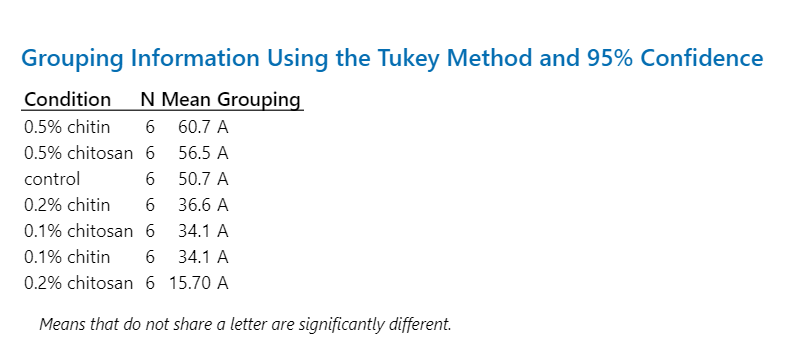 Grouping Information Using the Tukey Method and 95% Confidence
Condition N Mean Grouping
0.5% chitin 6 60.7 A
0.5% chitosan 6 56.5 A
control 6 50.7 A
0.2% chitin 6 36.6 A
0.1% chitosan 6 34.1 A
0.1% chitin 6 34.1 A
0.2% chitosan 6 15.70 A
Means that do not share a letter are significantly different.